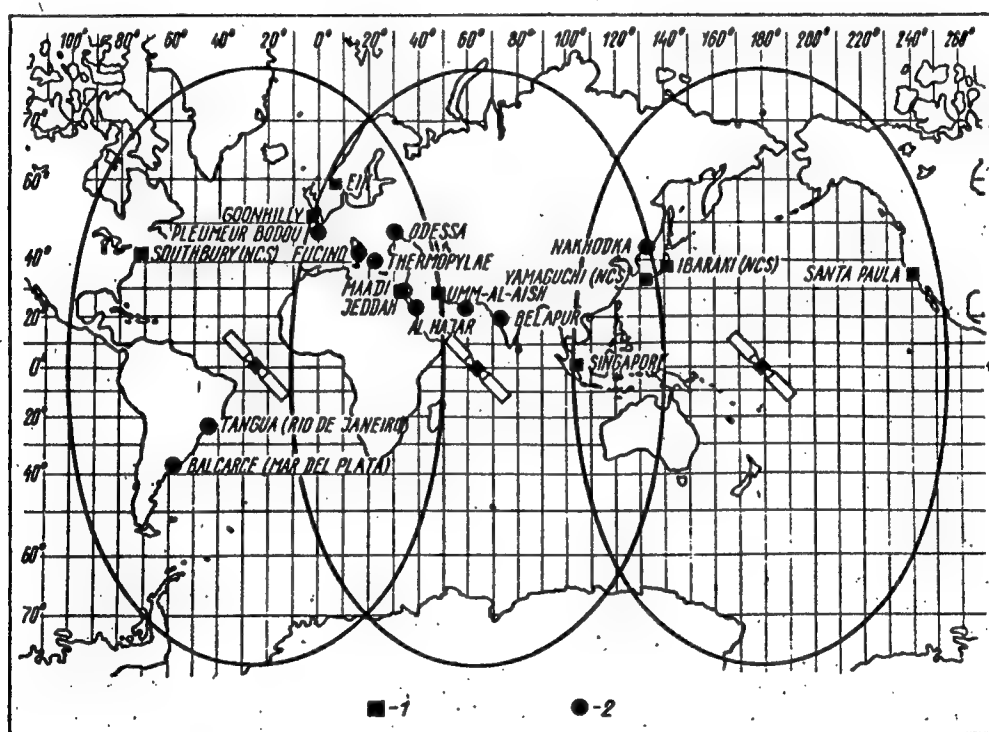 100° 80° 60° 40° 20° 0° 20° 40° 60° 80° 100° 120° 140° 160° 180° 200° 220° 240° 260°
70°
60°
EIK
GOONHILLY
PLEUMEUR BODOU
ODESSA
NAKHODKA
40°
SOUTHBURY (NCS)
FUCINO
THERMOPYLAE
YAMAGUCHI (NCS)
IBARAKI (NCS)
SANTA PAULA
MAADI
UMM-AL-AISH
JEDDAH
20°
AL HAJAR
BELAPUR
0°
SINGAPORE
20°
TANGUA (RIO DE JANEIRO)
40°
BALCARCE (MAR DEL PLATA)
60°
70°
-1
-2